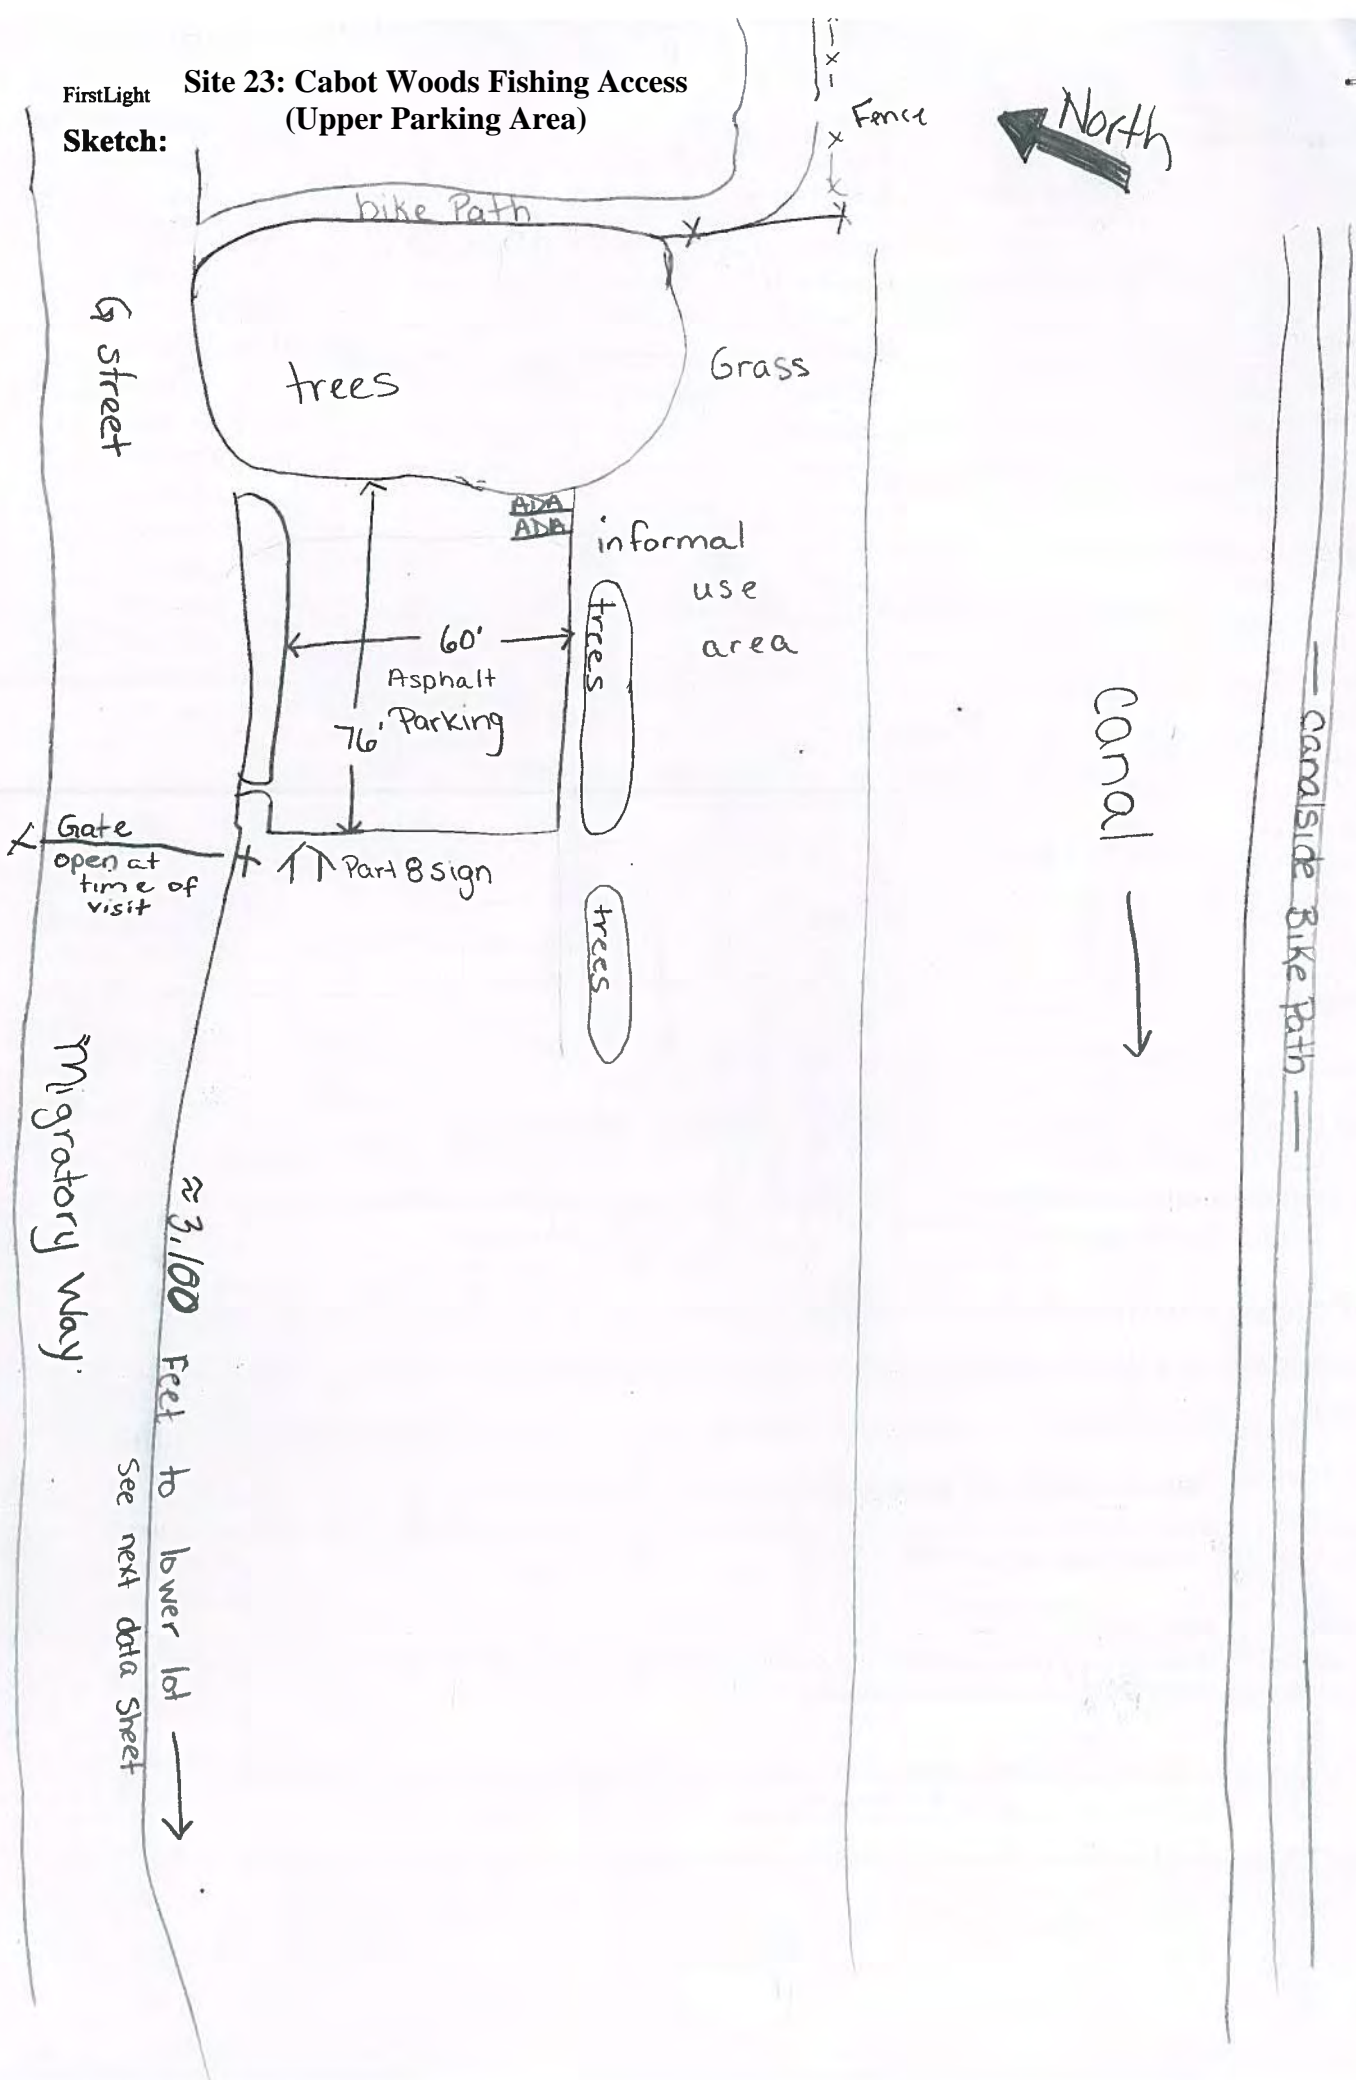 FirstLight
Site 23: Cabot Woods Fishing Access
(Upper Parking Area)
Sketch:
Fence
North
bike Path
G street
trees
Grass
ADA
ADA
informal
use
area
trees
60'
Asphalt
Parking
76'
Canal
Canalside Bike Path
Gate
open at
time of
visit
Part 8 sign
trees
Migratory Way
≈ 3,100 Feet to lower lot
See next data Sheet